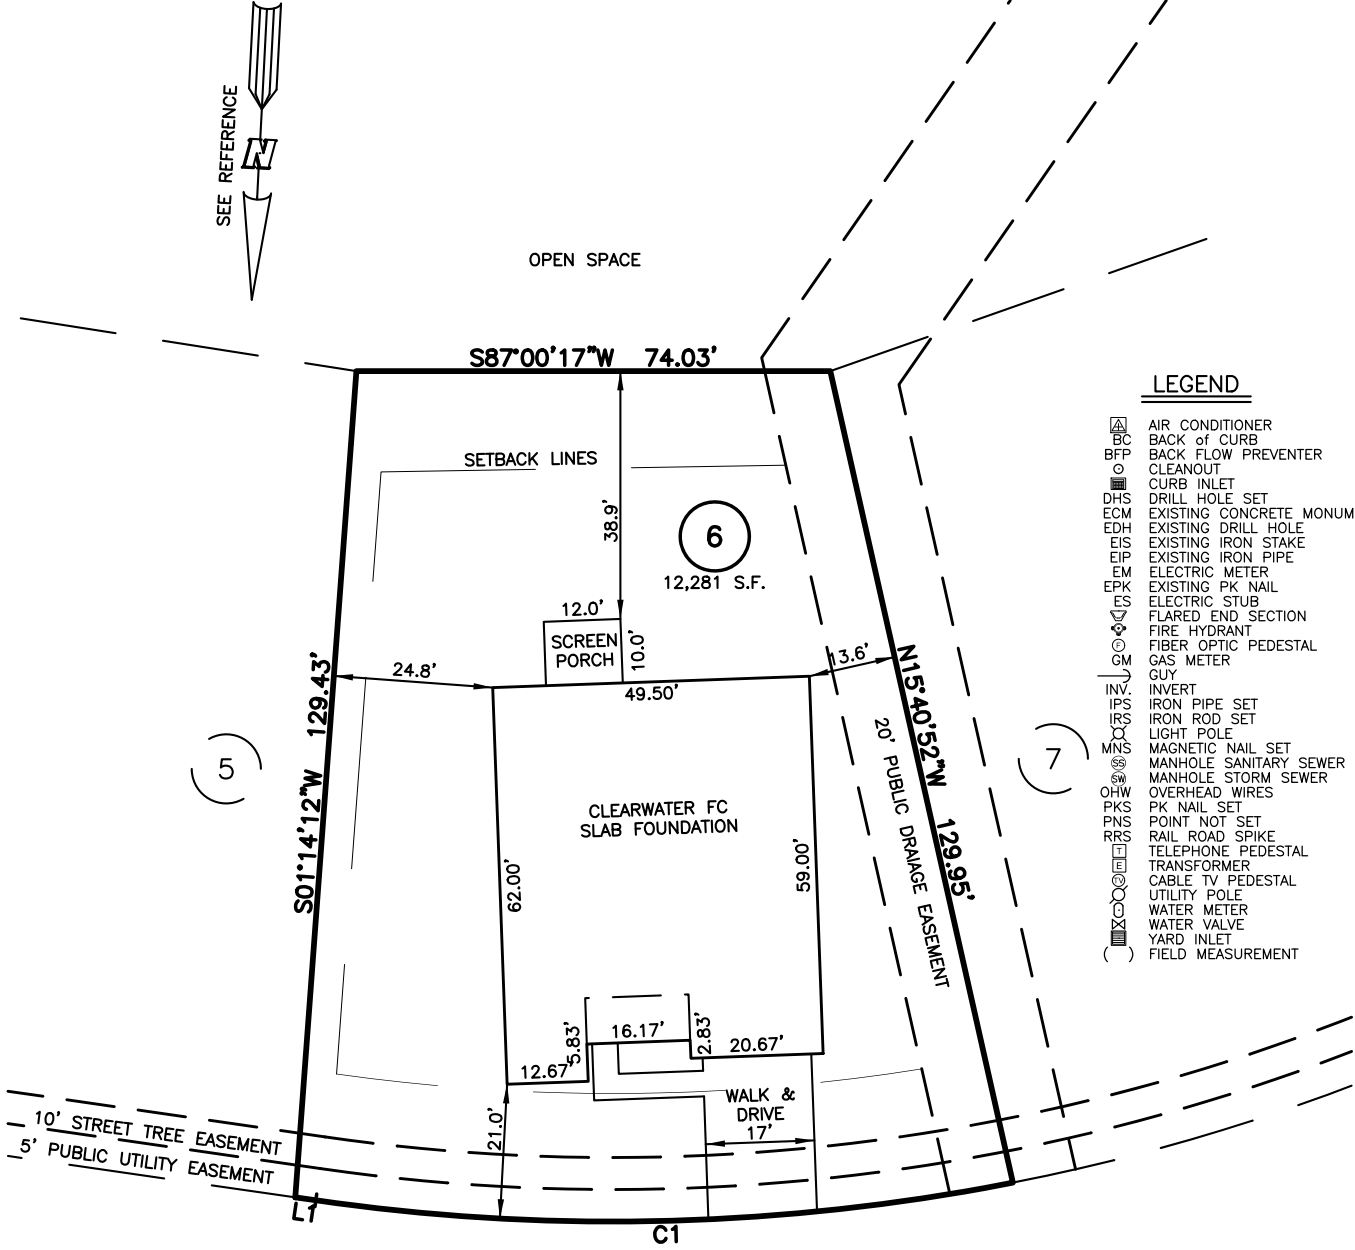 SEE REFERENCE
N
OPEN SPACE
S87°00'17"W 74.03'
SETBACK LINES
38.9'
6
12,281 S.F.
12.0'
SCREEN
PORCH
10.0'
24.8'
49.50'
13.6'
S01°14'12"W 129.43'
N15°40'52"W 129.95'
20' PUBLIC DRAIAGE EASEMENT
5
7
CLEARWATER FC
SLAB FOUNDATION
62.00'
59.00'
5.83'
16.17'
2.83'
20.67'
12.67'
WALK &
DRIVE
17'
21.0'
10' STREET TREE EASEMENT
5' PUBLIC UTILITY EASEMENT
L1
C1
LEGEND
A AIR CONDITIONER
BC BACK of CURB
BFP BACK FLOW PREVENTER
CLEANOUT
CURB INLET
DHS DRILL HOLE SET
ECM EXISTING CONCRETE MONUM
EDH EXISTING DRILL HOLE
EIS EXISTING IRON STAKE
EIP EXISTING IRON PIPE
EM ELECTRIC METER
EPK EXISTING PK NAIL
ES ELECTRIC STUB
FLARED END SECTION
FIRE HYDRANT
F FIBER OPTIC PEDESTAL
GM GAS METER
GUY
INV. INVERT
IPS IRON PIPE SET
IRS IRON ROD SET
LIGHT POLE
MNS MAGNETIC NAIL SET
SS MANHOLE SANITARY SEWER
SW MANHOLE STORM SEWER
OHW OVERHEAD WIRES
PKS PK NAIL SET
PNS POINT NOT SET
RRS RAIL ROAD SPIKE
T TELEPHONE PEDESTAL
E TRANSFORMER
TV CABLE TV PEDESTAL
UTILITY POLE
WATER METER
WATER VALVE
YARD INLET
( ) FIELD MEASUREMENT